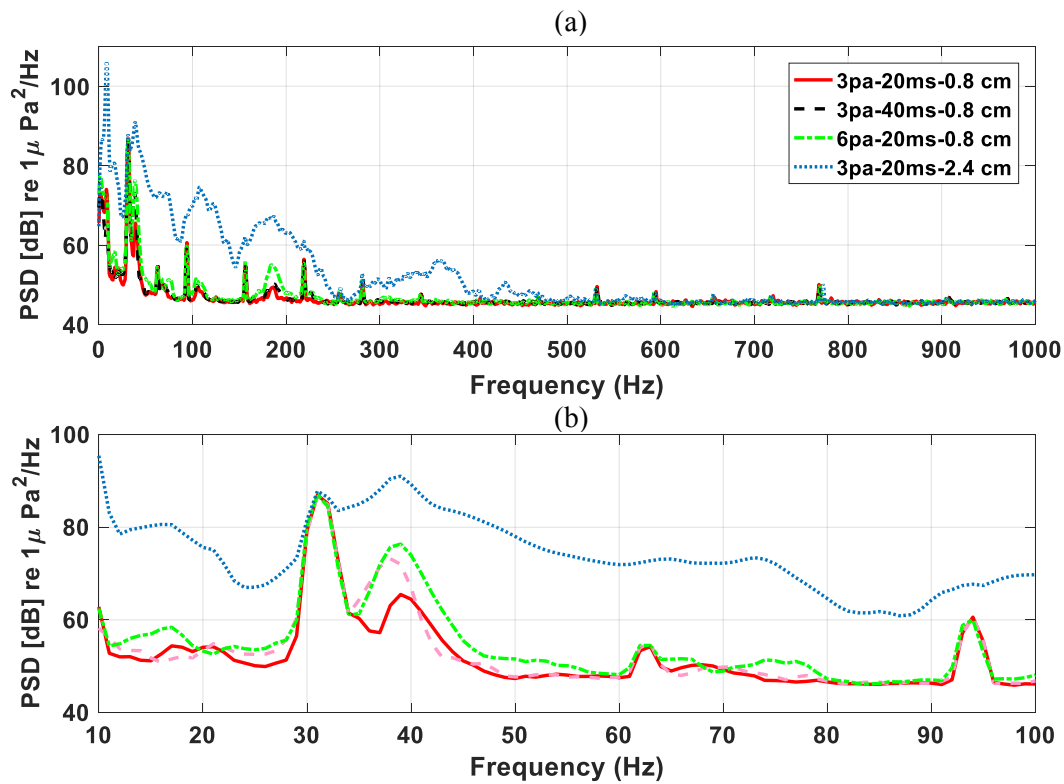 (a)
PSD [dB] re 1μ Pa²/Hz
100
80
60
40
3pa-20ms-0.8 cm
3pa-40ms-0.8 cm
6pa-20ms-0.8 cm
3pa-20ms-2.4 cm
0 100 200 300 400 500 600 700 800 900 1000
Frequency (Hz)
(b)
PSD [dB] re 1μ Pa²/Hz
100
80
60
40
10 20 30 40 50 60 70 80 90 100
Frequency (Hz)